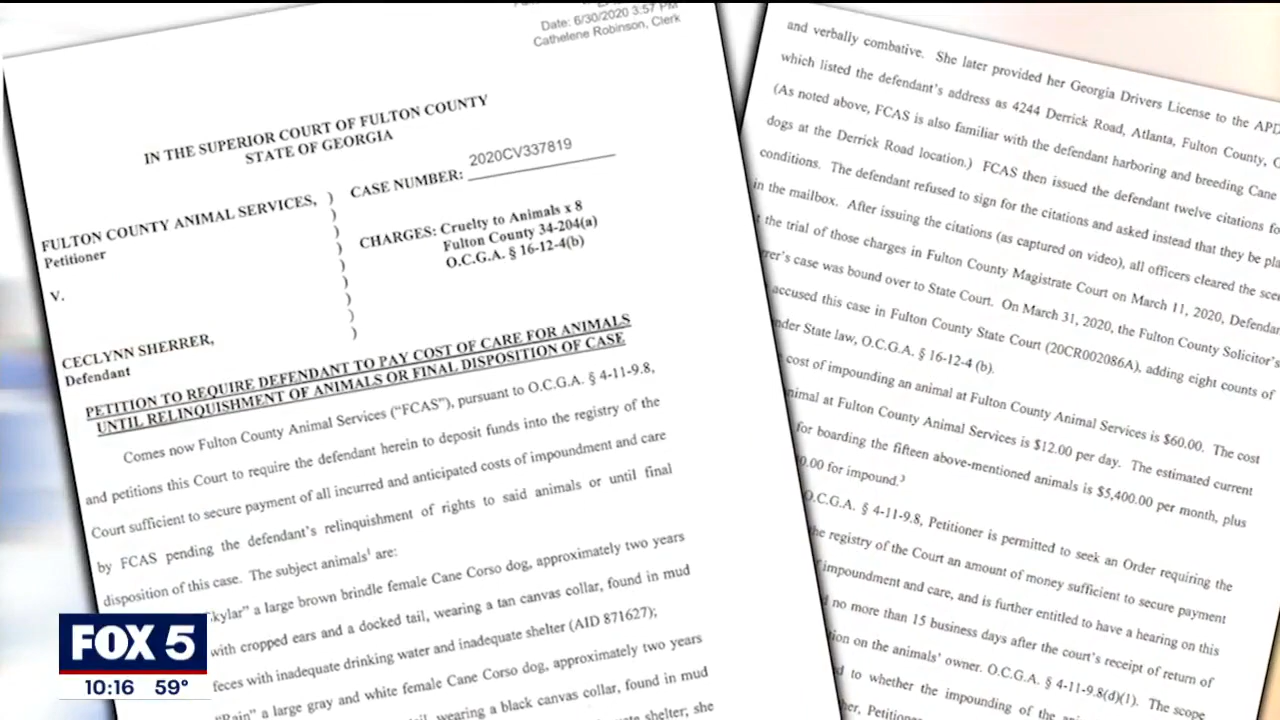 Date: 6/30/2020 3:57 PM
Cathelene Robinson, Clerk
IN THE SUPERIOR COURT OF FULTON COUNTY
STATE OF GEORGIA
FULTON COUNTY ANIMAL SERVICES,
Petitioner
V.
CECLYNN SHERRER,
Defendant
)
)
)
)
)
)
)
)
)
CASE NUMBER: 2020CV337819
CHARGES: Cruelty to Animals x 8
Fulton County 34-204(a)
O.C.G.A. § 16-12-4(b)
PETITION TO REQUIRE DEFENDANT TO PAY COST OF CARE FOR ANIMALS
UNTIL RELINQUISHMENT OF ANIMALS OR FINAL DISPOSITION OF CASE
Comes now Fulton County Animal Services ("FCAS"), pursuant to O.C.G.A. § 4-11-9.8,
and petitions this Court to require the defendant herein to deposit funds into the registry of the
Court sufficient to secure payment of all incurred and anticipated costs of impoundment and care
by FCAS pending the defendant's relinquishment of rights to said animals or until final
disposition of this case. The subject animals¹ are:
kylar" a large brown brindle female Cane Corso dog, approximately two years
with cropped ears and a docked tail, wearing a tan canvas collar, found in mud
feces with inadequate drinking water and inadequate shelter (AID 871627);
"Rain" a large gray and white female Cane Corso dog, approximately two years
tail, wearing a black canvas collar, found in mud
shelter; she
and verbally combative. She later provided her Georgia Drivers License to the APD
which listed the defendant's address as 4244 Derrick Road, Atlanta, Fulton County,
(As noted above, FCAS is also familiar with the defendant harboring and breeding Cane
dogs at the Derrick Road location.) FCAS then issued the defendant twelve citations fo
conditions. The defendant refused to sign for the citations and asked instead that they be pla
in the mailbox. After issuing the citations (as captured on video), all officers cleared the scen
the trial of those charges in Fulton County Magistrate Court on March 11, 2020, Defendan
rer's case was bound over to State Court. On March 31, 2020, the Fulton County Solicitor's
accused this case in Fulton County State Court (20CR002086A), adding eight counts of
nder State law, O.C.G.A. § 16-12-4 (b).
cost of impounding an animal at Fulton County Animal Services is $60.00. The cost
nimal at Fulton County Animal Services is $12.00 per day. The estimated current
for boarding the fifteen above-mentioned animals is $5,400.00 per month, plus
0.00 for impound.³
O.C.G.A. § 4-11-9.8, Petitioner is permitted to seek an Order requiring the
the registry of the Court an amount of money sufficient to secure payment
impoundment and care, and is further entitled to have a hearing on this
no more than 15 business days after the court's receipt of return of
ion on the animals' owner. O.C.G.A. § 4-11-9.8(d)(1). The scope
d to whether the impounding of the
her,
FOX 5
10:16 59°